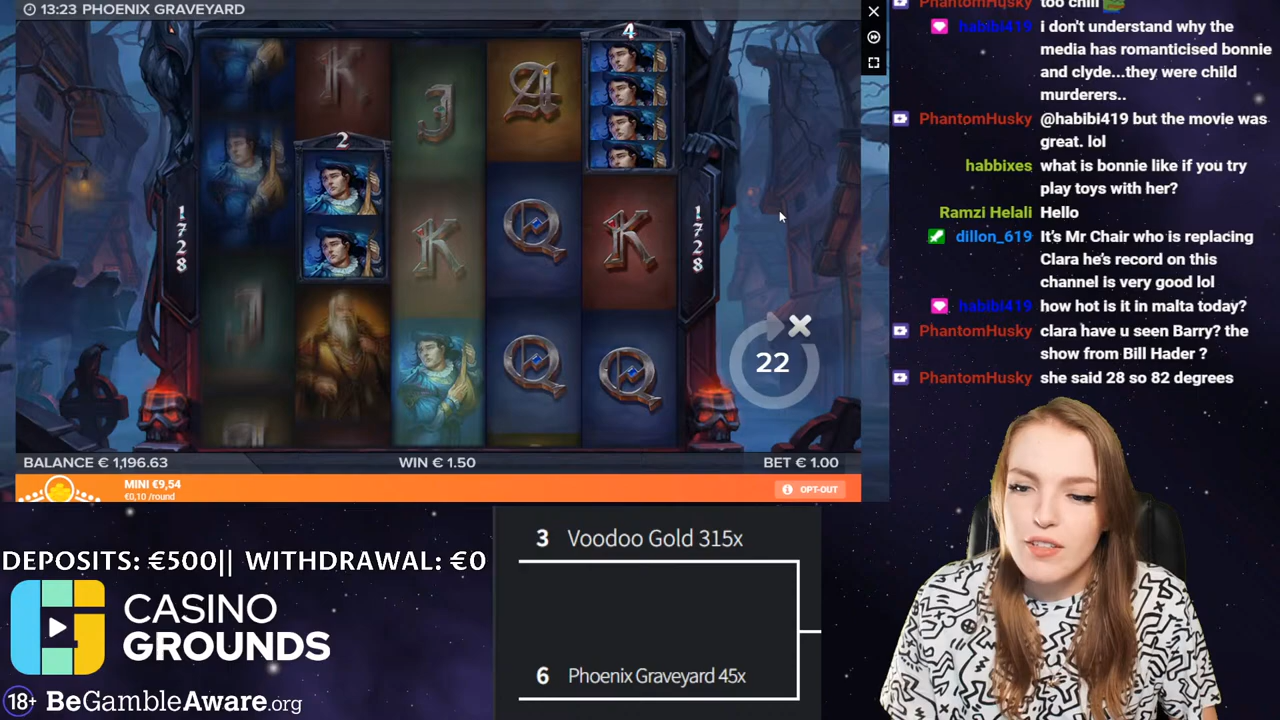 13:23 PHOENIX GRAVEYARD
4
K
J
A
2
1
7
2
8
K
Q
K
1
7
2
8
J
Q
Q
22
BALANCE € 1,196.63
WIN € 1.50
BET € 1.00
MINI €9,54
€0,10 /round
OPT-OUT
PhantomHusky too chill
habibi419 i don't understand why the
media has romanticised bonnie
and clyde...they were child
murderers..
PhantomHusky @habibi419 but the movie was
great. lol
habbixes what is bonnie like if you try
play toys with her?
Ramzi Helali Hello
dillon_619 It's Mr Chair who is replacing
Clara he's record on this
channel is very good lol
habibi419 how hot is it in malta today?
PhantomHusky clara have u seen Barry? the
show from Bill Hader ?
PhantomHusky she said 28 so 82 degrees
DEPOSITS: €500|| WITHDRAWAL: €0
CASINO
GROUNDS
18+ BeGambleAware.org
3 Voodoo Gold 315x
6 Phoenix Graveyard 45x